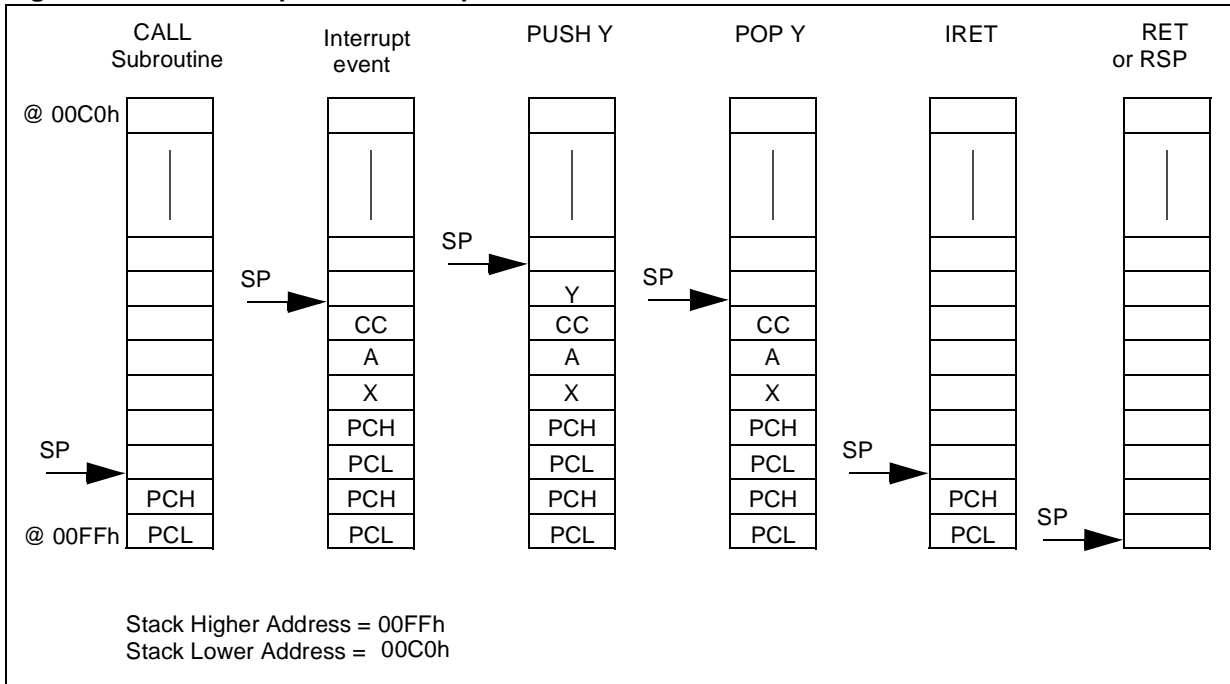 CALL
Subroutine
Interrupt
event
PUSH Y
POP Y
IRET
RET
or RSP
@ 00C0h
SP
SP
SP
SP
SP
SP
Y
CC
CC
CC
A
A
A
X
X
X
PCH
PCH
PCH
PCL
PCL
PCL
PCH
PCH
PCH
PCH
PCH
@ 00FFh
PCL
PCL
PCL
PCL
PCL
Stack Higher Address = 00FFh
Stack Lower Address = 00C0h